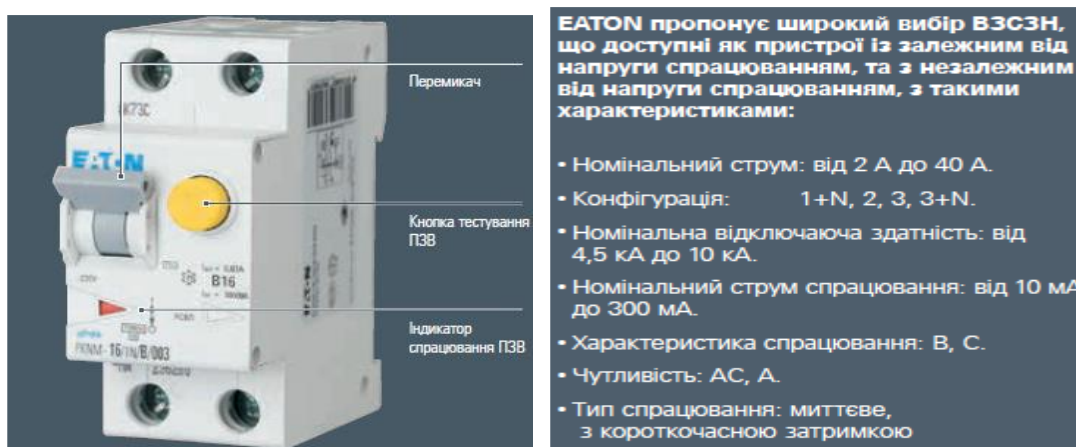 Перемикач
ЕATON
Кнопка тестування
ПЗВ
B16
Індикатор
спрацювання ПЗВ
PKNM-16/1N/B/003
EATON пропонує широкий вибір ВЗСЗН,
що доступні як пристрої із залежним від
напруги спрацюванням, та з незалежним
від напруги спрацюванням, з такими
характеристиками:
• Номінальний струм: від 2 А до 40 А.
• Конфігурація: 1+N, 2, 3, 3+N.
• Номінальна відключаюча здатність: від
4,5 кА до 10 кА.
• Номінальний струм спрацювання: від 10 мА
до 300 мА.
• Характеристика спрацювання: В, С.
• Чутливість: АС, А.
• Тип спрацювання: миттєве,
з короткочасною затримкою